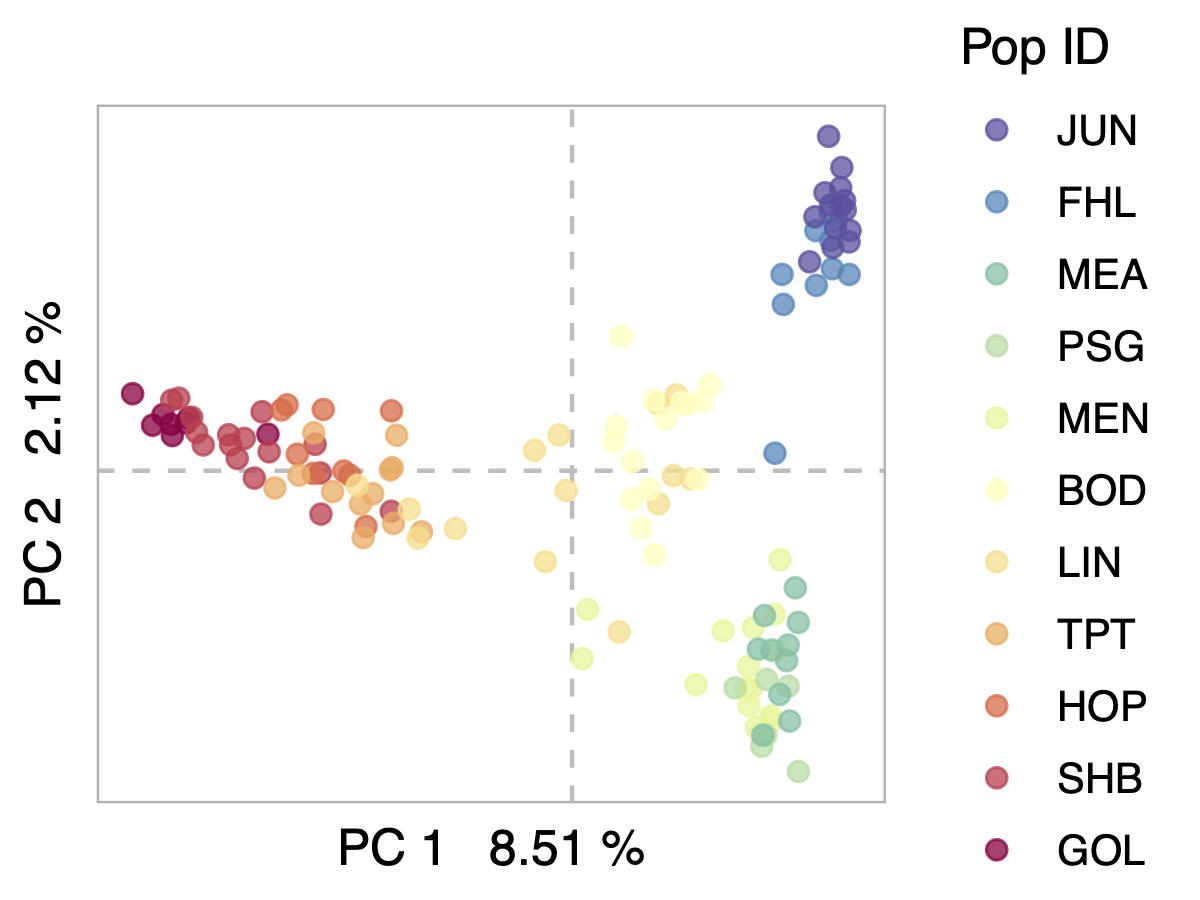 Pop ID
JUN
FHL
MEA
PSG
MEN
BOD
LIN
TPT
HOP
SHB
GOL
PC 2 2.12 %
PC 1 8.51 %